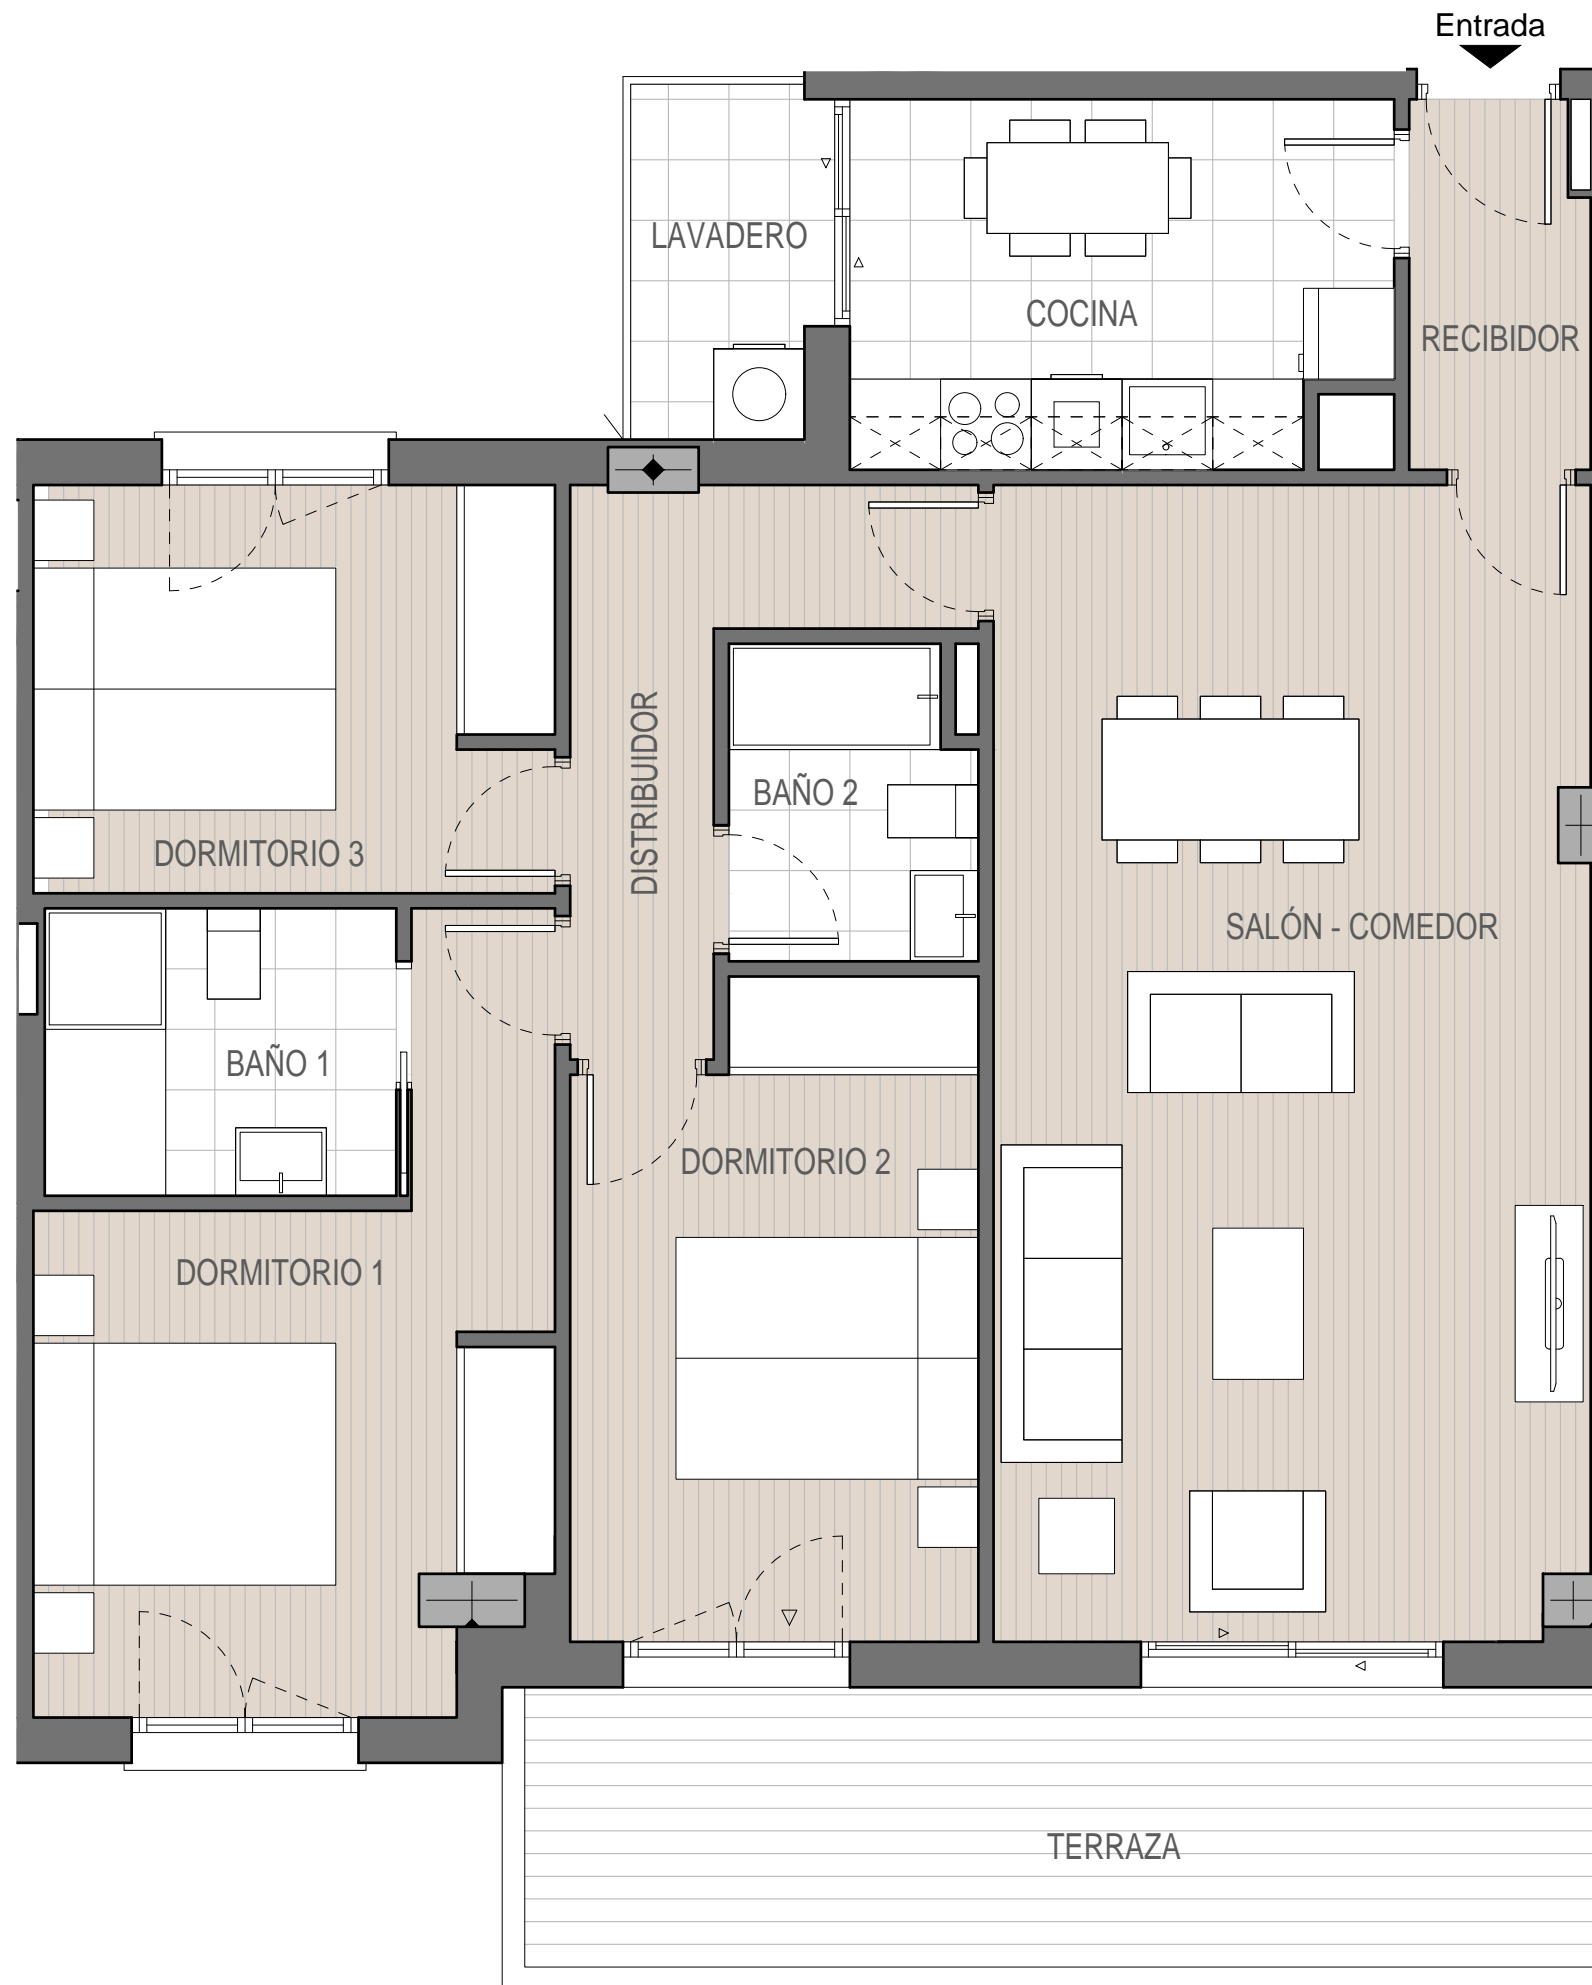 Entrada
LAVADERO
COCINA
RECIBIDOR
DISTRIBUIDOR
BAÑO 2
DORMITORIO 3
SALÓN - COMEDOR
BAÑO 1
DORMITORIO 2
DORMITORIO 1
TERRAZA